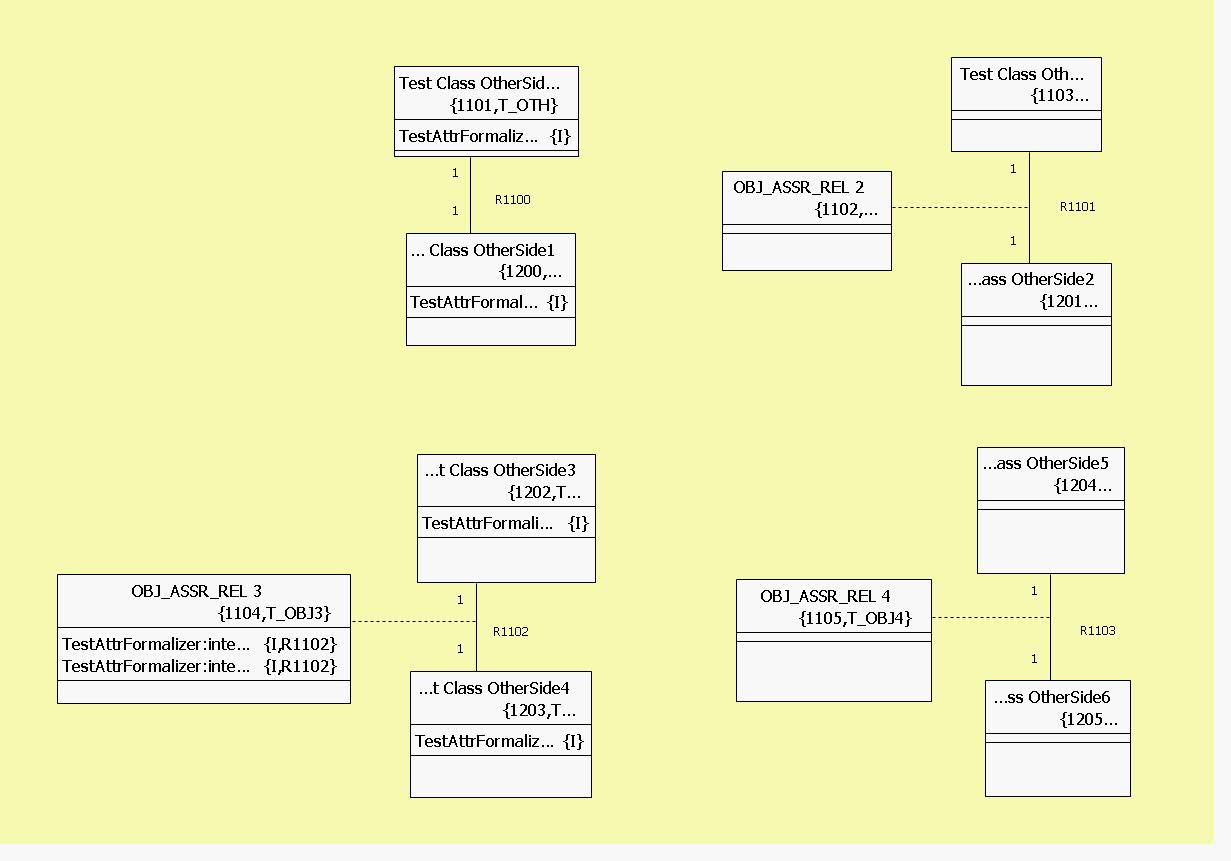 Test Class OtherSid...
{1101,T_OTH}
TestAttrFormaliz... {I}
1
R1100
1
... Class OtherSide1
{1200,...
TestAttrFormal... {I}
Test Class Oth...
{1103...
OBJ_ASSR_REL 2
{1102,...
1
R1101
1
...ass OtherSide2
{1201...
...t Class OtherSide3
{1202,T...
TestAttrFormali... {I}
OBJ_ASSR_REL 3
{1104,T_OBJ3}
TestAttrFormalizer:inte... {I,R1102}
TestAttrFormalizer:inte... {I,R1102}
1
R1102
1
...t Class OtherSide4
{1203,T...
TestAttrFormaliz... {I}
...ass OtherSide5
{1204...
OBJ_ASSR_REL 4
{1105,T_OBJ4}
1
R1103
1
...ss OtherSide6
{1205...